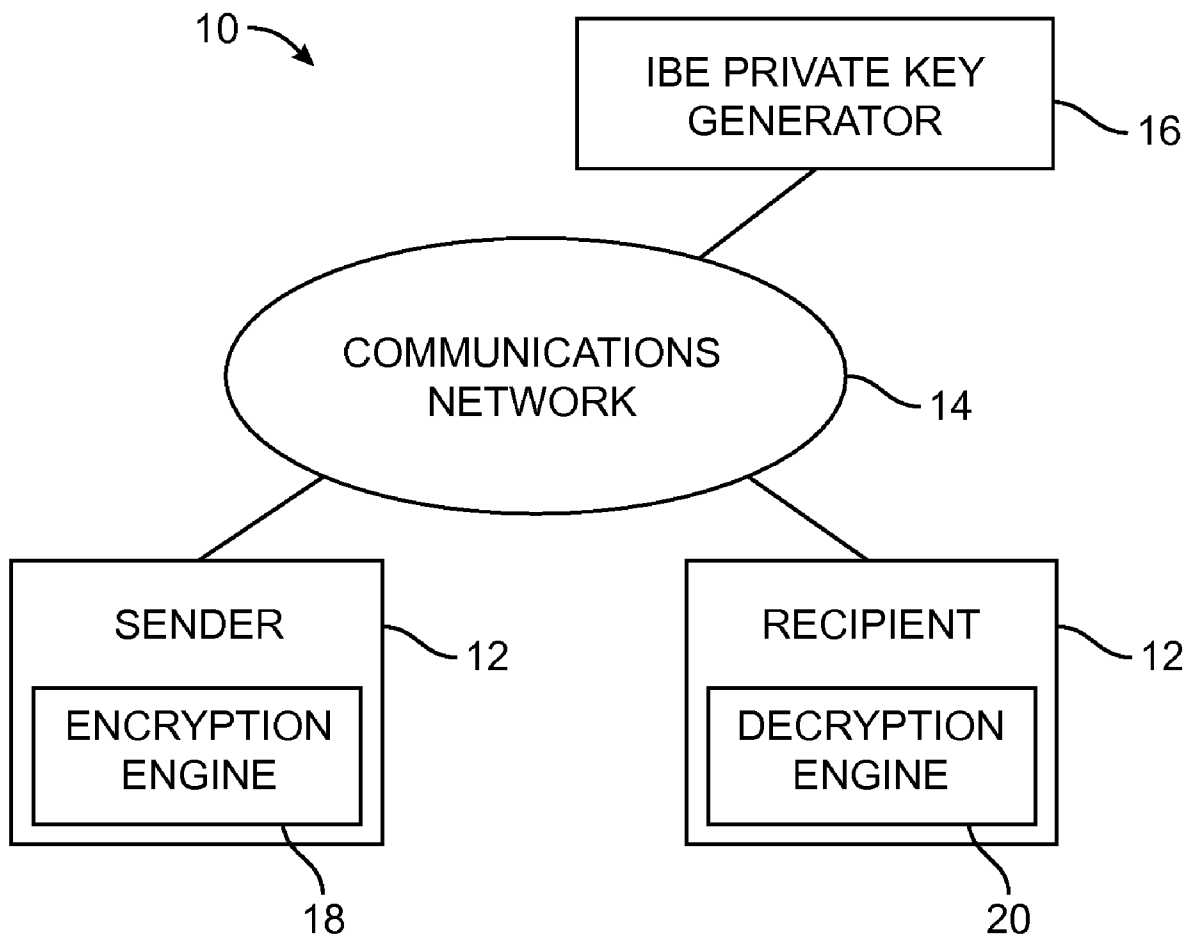 10
IBE PRIVATE KEY
GENERATOR
16
COMMUNICATIONS
NETWORK
14
SENDER
12
ENCRYPTION
ENGINE
18
RECIPIENT
12
DECRYPTION
ENGINE
20